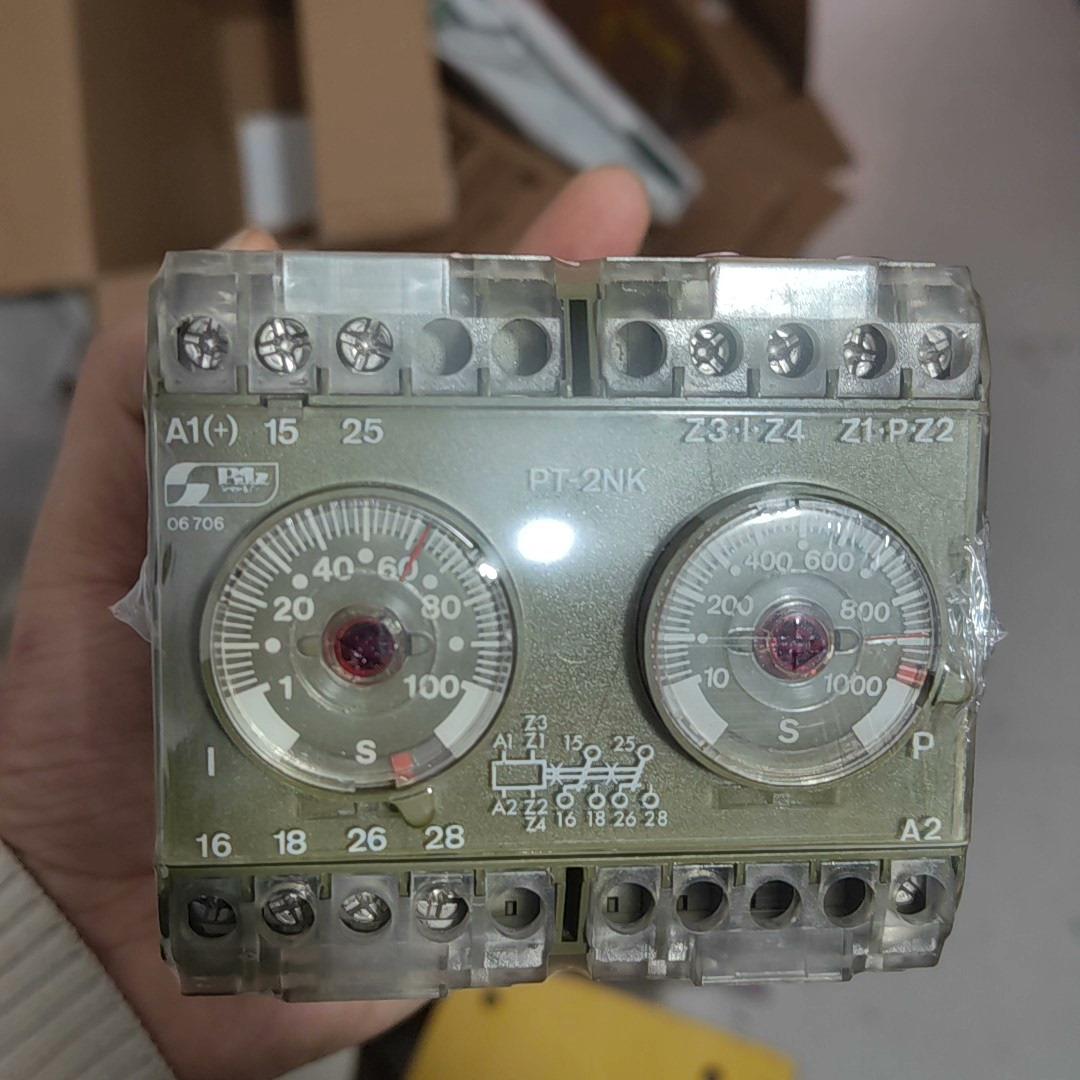 A1(+) 15 25 Z3·I·Z4 Z1·P·Z2
Pilz
06 706
PT-2NK
40 60
20 80
1 100
S
I
400 600
200 800
10 1000
S
P
Z3
A1 Z1 15 25
A2 Z2 16 18 26 28
Z4
16 18 26 28 A2